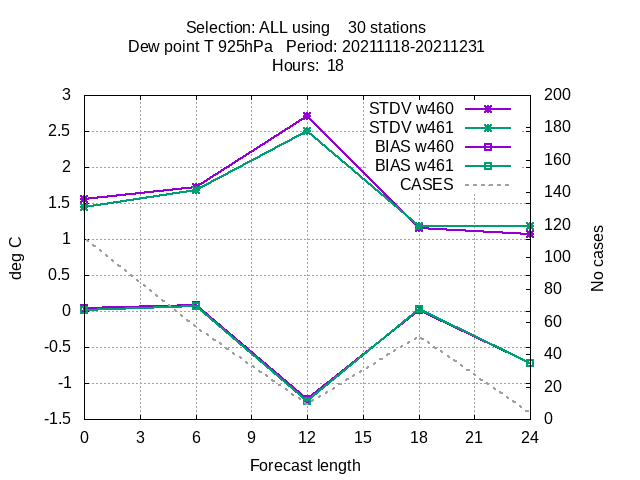 Selection: ALL using    30 stations
Dew point T 925hPa   Period: 20211118-20211231
Hours:  18
3
2.5
2
1.5
1
0.5
0
-0.5
-1
-1.5
deg C
STDV w460
STDV w461
BIAS w460
BIAS w461
CASES
200
180
160
140
120
100
80
60
40
20
0
No cases
0 3 6 9 12 15 18 21 24
Forecast length